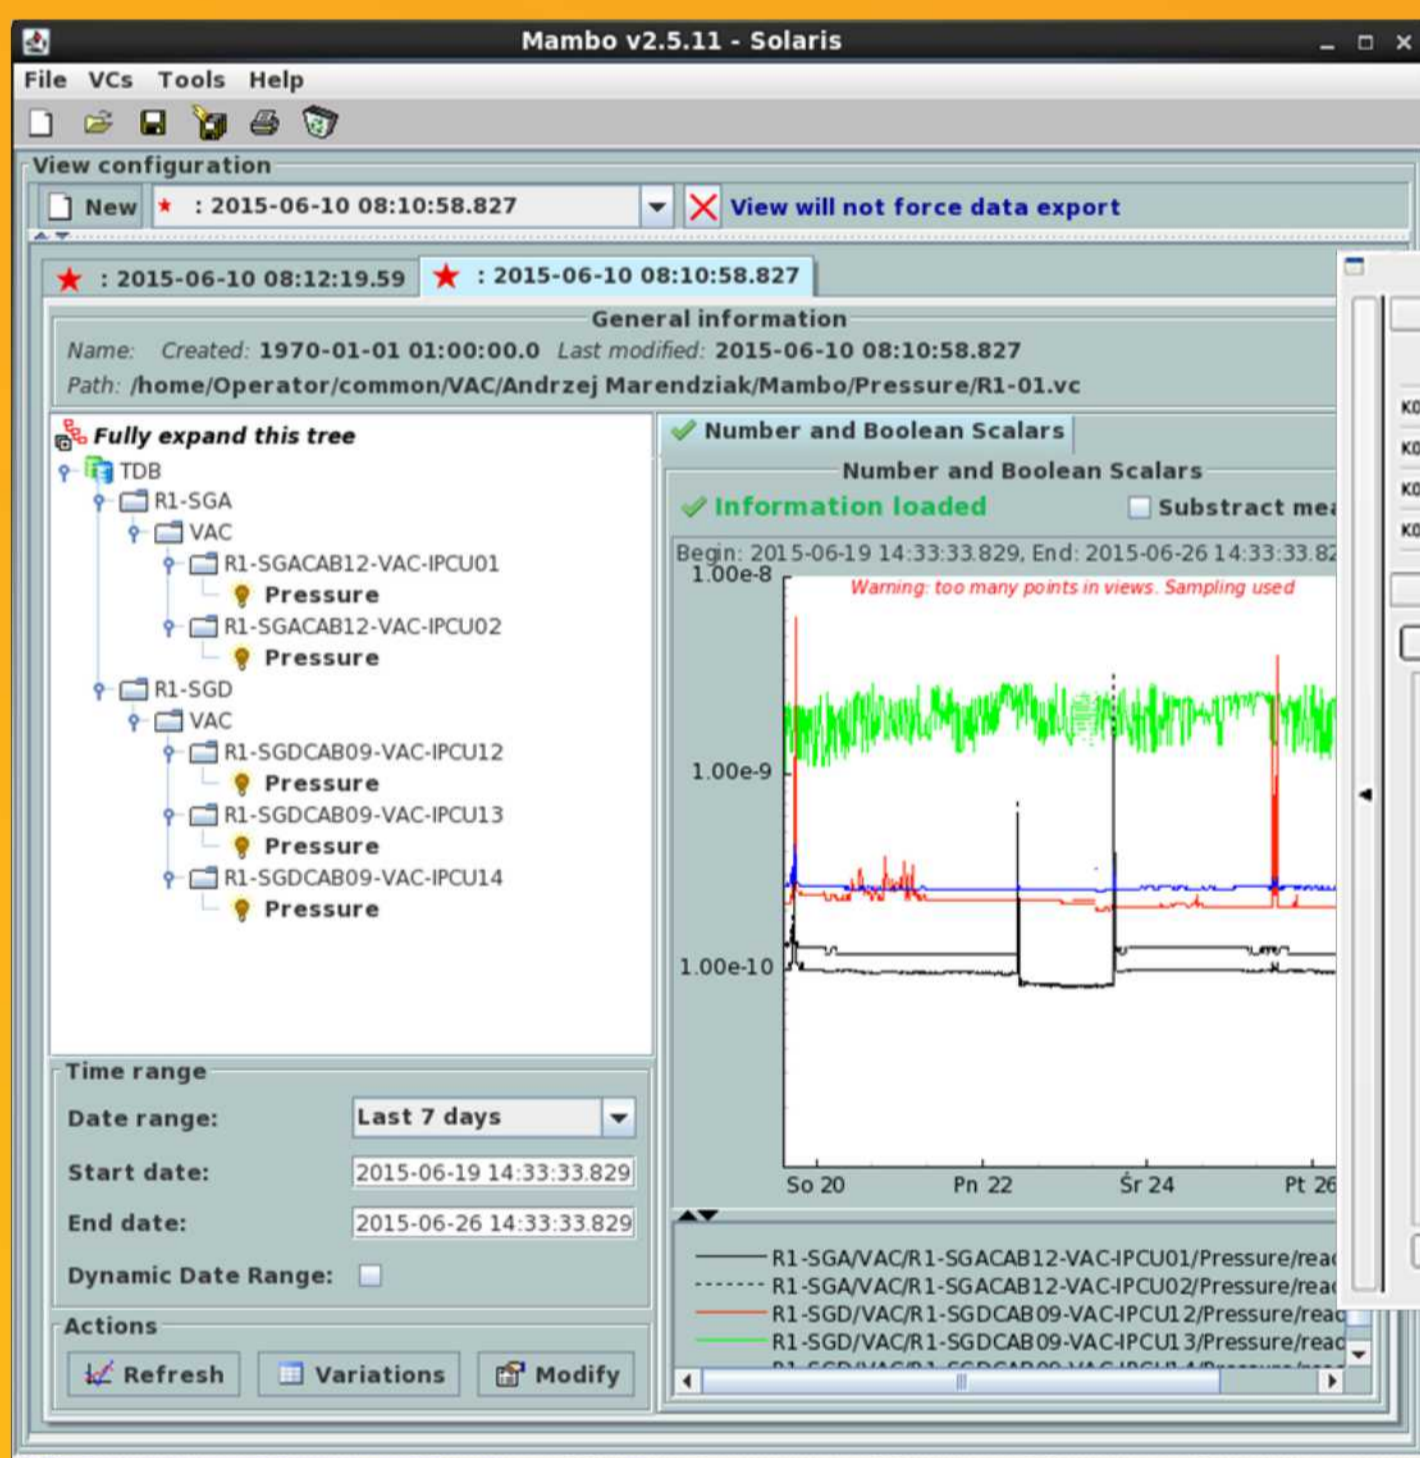 Mambo v2.5.11 - Solaris
File VCs Tools Help
View configuration
New : 2015-06-10 08:10:58.827 View will not force data export
: 2015-06-10 08:12:19.59 : 2015-06-10 08:10:58.827
General information
Name: Created: 1970-01-01 01:00:00.0 Last modified: 2015-06-10 08:10:58.827
Path: /home/Operator/common/VAC/Andrzej Marendziak/Mambo/Pressure/R1-01.vc
Fully expand this tree
TDB
R1-SGA
VAC
R1-SGACAB12-VAC-IPCU01
Pressure
R1-SGACAB12-VAC-IPCU02
Pressure
R1-SGD
VAC
R1-SGDCAB09-VAC-IPCU12
Pressure
R1-SGDCAB09-VAC-IPCU13
Pressure
R1-SGDCAB09-VAC-IPCU14
Pressure
Time range
Date range: Last 7 days
Start date: 2015-06-19 14:33:33.829
End date: 2015-06-26 14:33:33.829
Dynamic Date Range:
Actions
Refresh Variations Modify
Number and Boolean Scalars
Number and Boolean Scalars
Information loaded Substract mea
Begin: 2015-06-19 14:33:33.829, End: 2015-06-26 14:33:33.82
1.00e-8
Warning: too many points in views. Sampling used
1.00e-9
1.00e-10
So 20 Pn 22 Śr 24 Pt 26
R1-SGA/VAC/R1-SGACAB12-VAC-IPCU01/Pressure/read
R1-SGA/VAC/R1-SGACAB12-VAC-IPCU02/Pressure/read
R1-SGD/VAC/R1-SGDCAB09-VAC-IPCU12/Pressure/read
R1-SGD/VAC/R1-SGDCAB09-VAC-IPCU13/Pressure/read
KO
KO
KO
KO